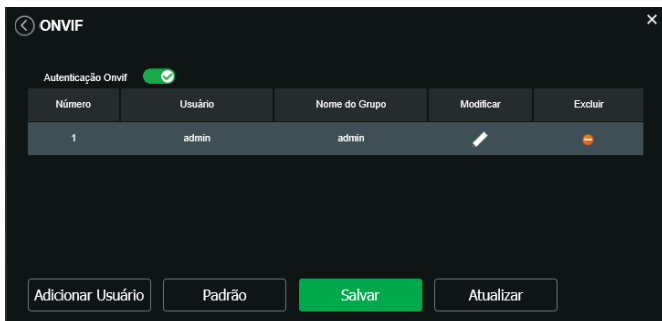 ONVIF
Autenticação Onvif
Número Usuário Nome do Grupo Modificar Excluir
1 admin admin
Adicionar Usuário Padrão Salvar Atualizar